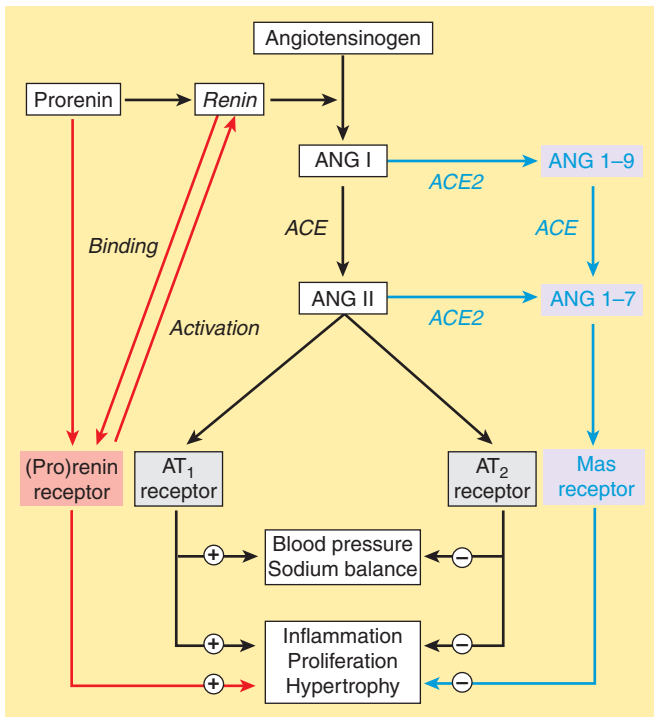 Angiotensinogen
Prorenin
Renin
ANG I
ACE2
ANG 1–9
ACE
ACE
Binding
ANG II
ACE2
ANG 1–7
Activation
(Pro)renin
receptor
AT1
receptor
AT2
receptor
Mas
receptor
+
Blood pressure
Sodium balance
–
+
Inflammation
Proliferation
Hypertrophy
–
+
–